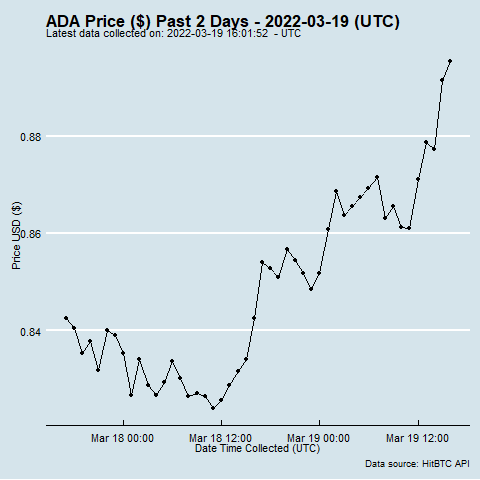 ADA Price ($) Past 2 Days - 2022-03-19 (UTC)
Latest data collected on: 2022-03-19 16:01:52 - UTC
0.88
0.86
0.84
Price USD ($)
Mar 18 00:00 Mar 18 12:00 Mar 19 00:00 Mar 19 12:00
Date Time Collected (UTC)
Data source: HitBTC API